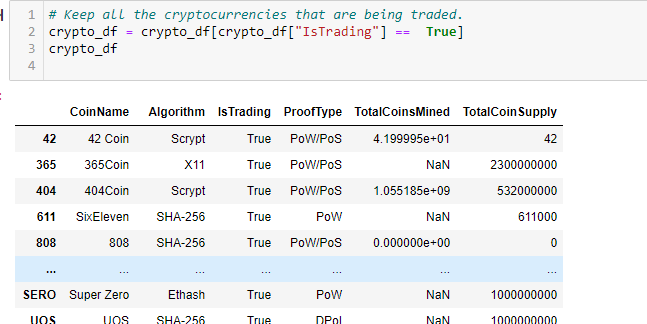 1 # Keep all the cryptocurrencies that are being traded.
2 crypto_df = crypto_df[crypto_df["IsTrading"] ==  True]
3 crypto_df
4
CoinName Algorithm IsTrading ProofType TotalCoinsMined TotalCoinSupply
42 42 Coin Scrypt True PoW/PoS 4.199995e+01 42
365 365Coin X11 True PoW/PoS NaN 2300000000
404 404Coin Scrypt True PoW/PoS 1.055185e+09 532000000
611 SixEleven SHA-256 True PoW NaN 611000
808 808 SHA-256 True PoW/PoS 0.000000e+00 0
... ... ... ... ... ... ...
SERO Super Zero Ethash True PoW NaN 1000000000
UOS UOS SHA-256 True DPoI NaN 1000000000